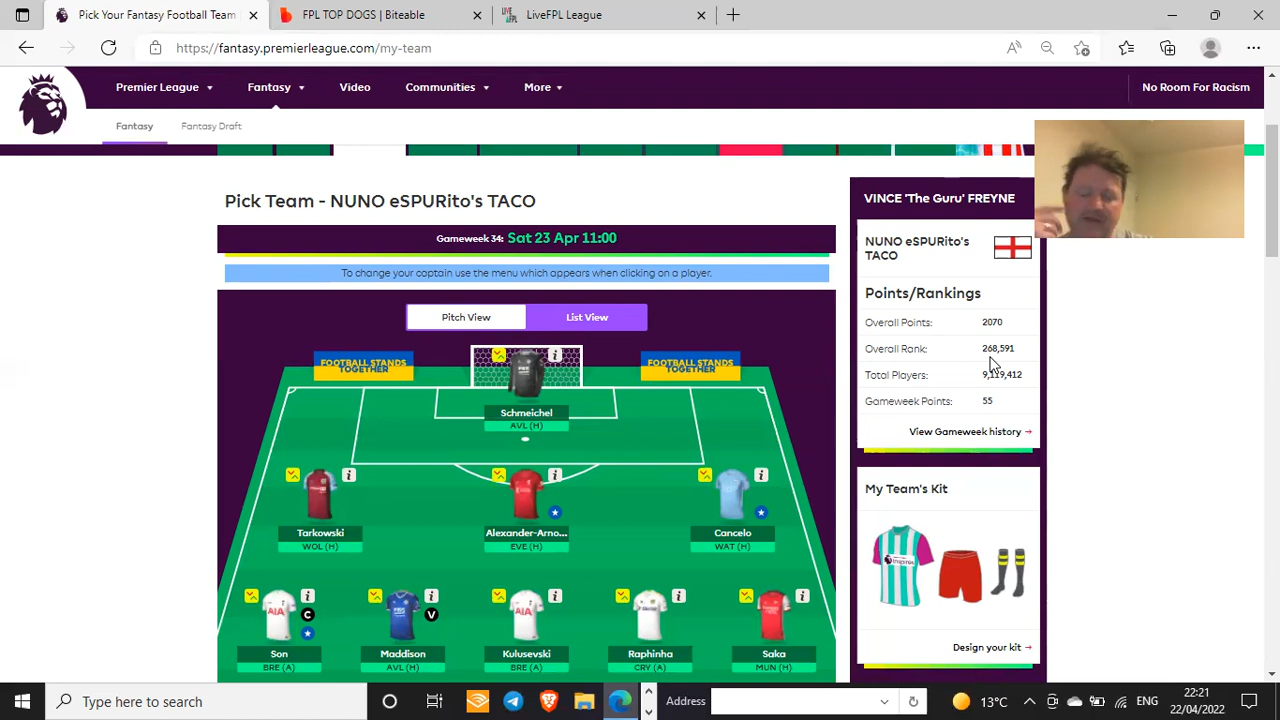 Pick Your Fantasy Football Team
FPL TOP DOGS | Biteable
LiveFPL League
https://fantasy.premierleague.com/my-team
Premier League
Fantasy
Video
Communities
More
No Room For Racism
Fantasy
Fantasy Draft
Pick Team - NUNO eSPURito's TACO
Gameweek 34: Sat 23 Apr 11:00
To change your captain use the menu which appears when clicking on a player.
Pitch View
List View
FOOTBALL STANDS
TOGETHER
FOOTBALL STANDS
TOGETHER
Schmeichel
AVL (H)
Tarkowski
WOL (H)
Alexander-Arno...
EVE (H)
Cancelo
WAT (H)
C
V
Son
BRE (A)
Maddison
AVL (H)
Kulusevski
BRE (A)
Raphinha
CRY (A)
Saka
MUN (H)
VINCE 'The Guru' FREYNE
NUNO eSPURito's
TACO
Points/Rankings
Overall Points: 2070
Overall Rank: 268,591
Total Players:
Gameweek Points: 55
View Gameweek history →
My Team's Kit
Design your kit →
Type here to search
Address
13°C
ENG
22:21
22/04/2022